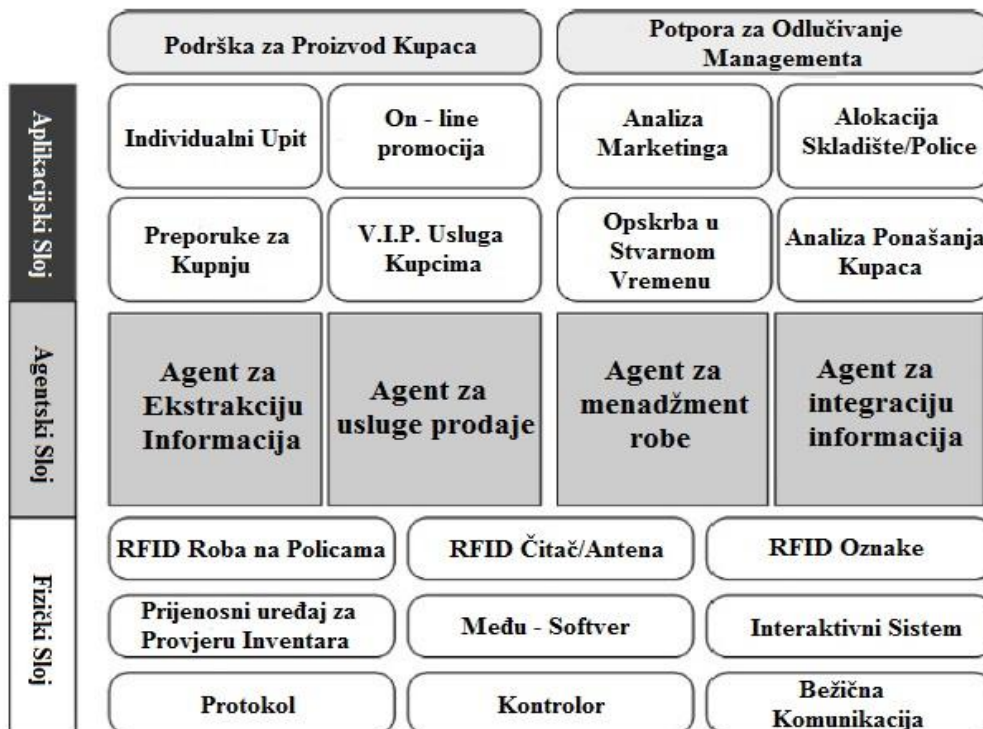 Podrška za Proizvod Kupaca
Potpora za Odlučivanje
Managementa
Aplikacijski Sloj
Individualni Upit
On - line
promocija
Analiza
Marketinga
Alokacija
Skladište/Police
Preporuke za
Kupnju
V.I.P. Usluga
Kupcima
Opskrba u
Stvarnom
Vremenu
Analiza Ponašanja
Kupaca
Agentski Sloj
Agent za
Ekstrakciju
Informacija
Agent za
usluge prodaje
Agent za
menadžment
robe
Agent za
integraciju
informacija
Fizički Sloj
RFID Roba na Policama
RFID Čitač/Antena
RFID Oznake
Prijenosni uređaj za
Provjeru Inventara
Među - Softver
Interaktivni Sistem
Protokol
Kontrolor
Bežična
Komunikacija